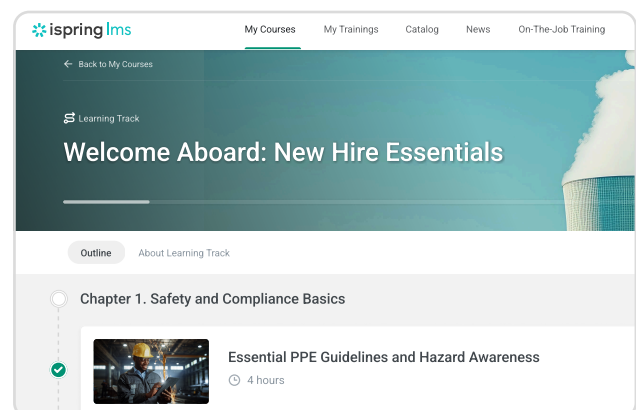 ispring lms
My Courses
My Trainings
Catalog
News
On-The-Job Training
Back to My Courses
Learning Track
Welcome Aboard: New Hire Essentials
Outline
About Learning Track
Chapter 1. Safety and Compliance Basics
Essential PPE Guidelines and Hazard Awareness
4 hours